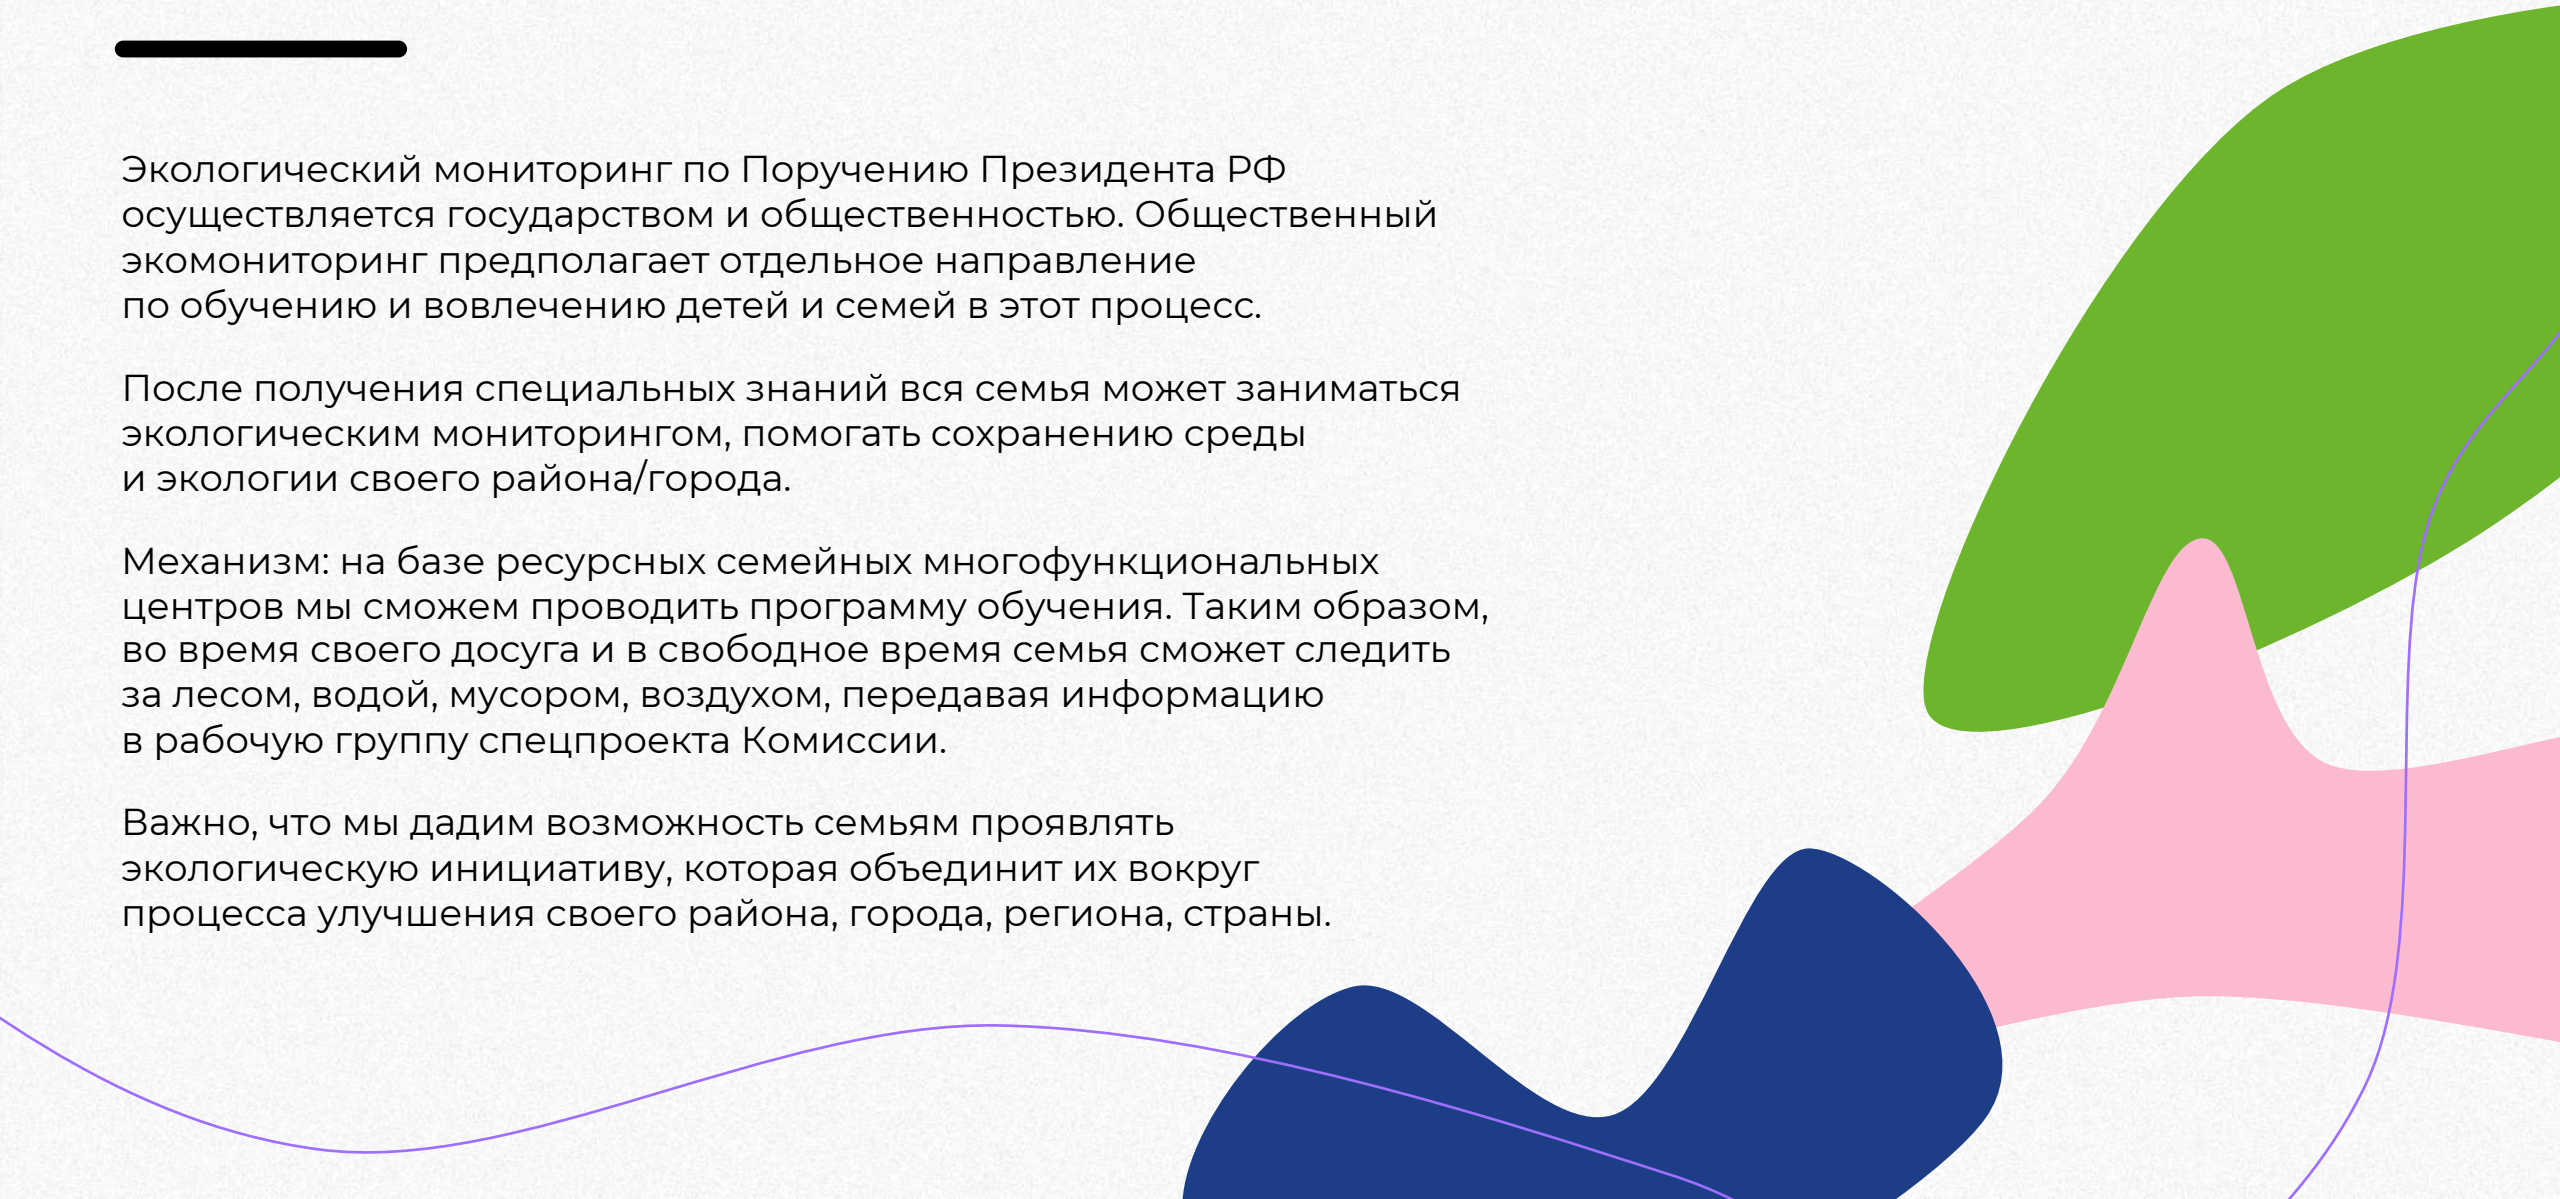 Экологический мониторинг по Поручению Президента РФ
осуществляется государством и общественностью. Общественный
экомониторинг предполагает отдельное направление
по обучению и вовлечению детей и семей в этот процесс.
После получения специальных знаний вся семья может заниматься
экологическим мониторингом, помогать сохранению среды
и экологии своего района/города.
Механизм: на базе ресурсных семейных многофункциональных
центров мы сможем проводить программу обучения. Таким образом,
во время своего досуга и в свободное время семья сможет следить
за лесом, водой, мусором, воздухом, передавая информацию
в рабочую группу спецпроекта Комиссии.
Важно, что мы дадим возможность семьям проявлять
экологическую инициативу, которая объединит их вокруг
процесса улучшения своего района, города, региона, страны.